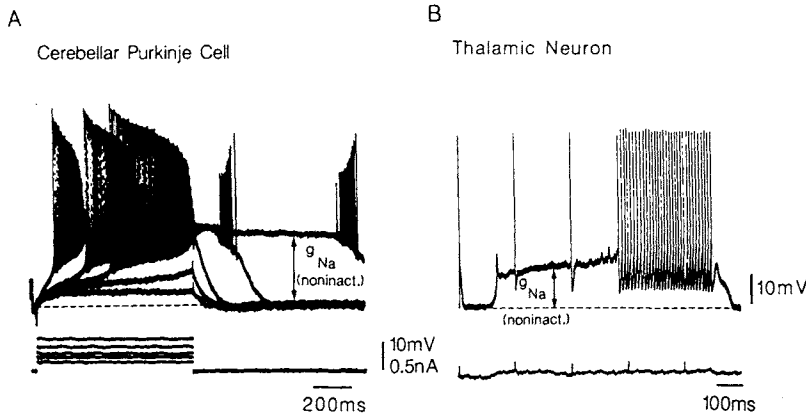 A
Cerebellar Purkinje Cell
g Na
(noninact.)
10mV
0.5nA
200ms
B
Thalamic Neuron
g Na
(noninact.)
10mV
100ms